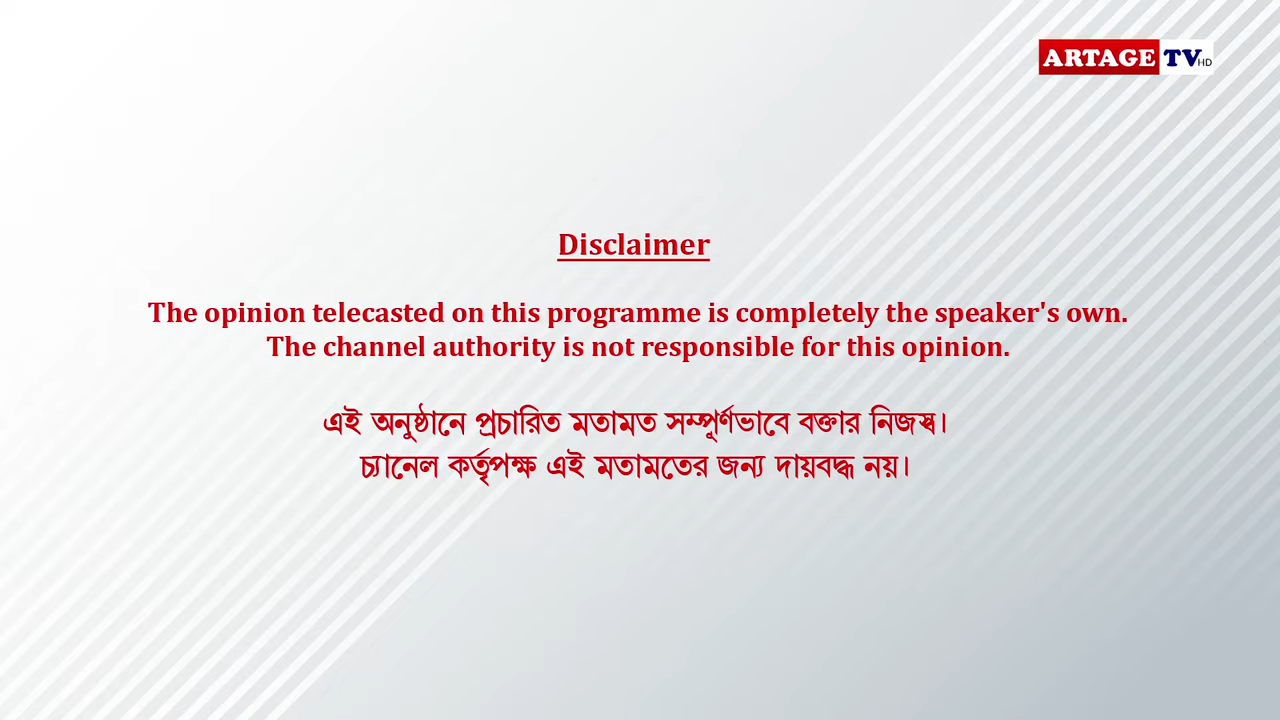 ARTAGE TV HD
Disclaimer
The opinion telecasted on this programme is completely the speaker's own.
The channel authority is not responsible for this opinion.
এই অনুষ্ঠানে প্রচারিত মতামত সম্পূর্ণভাবে বক্তার নিজস্ব।
চ্যানেল কর্তৃপক্ষ এই মতামতের জন্য দায়বদ্ধ নয়।